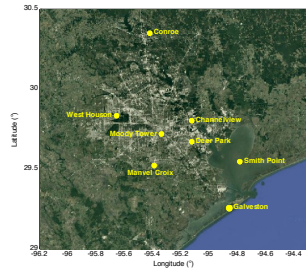 30.5
Conroe
30
West Houson
Channelview
Moody Tower
Deer Park
29.5
Smith Point
Manvel Croix
Galveston
29
-96.2 -96 -95.8 -95.6 -95.4 -95.2 -95 -94.8 -94.6 -94.4
Longitude (°)
Latitude (°)